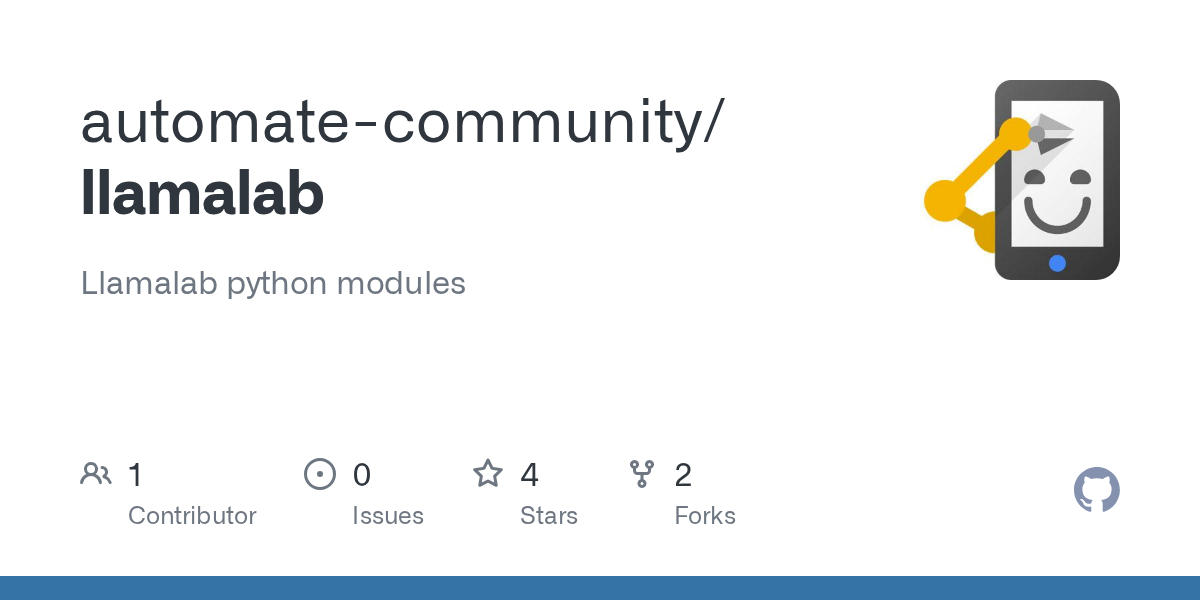 automate-community/
llamalab
Llamalab python modules
1
Contributor
0
Issues
4
Stars
2
Forks